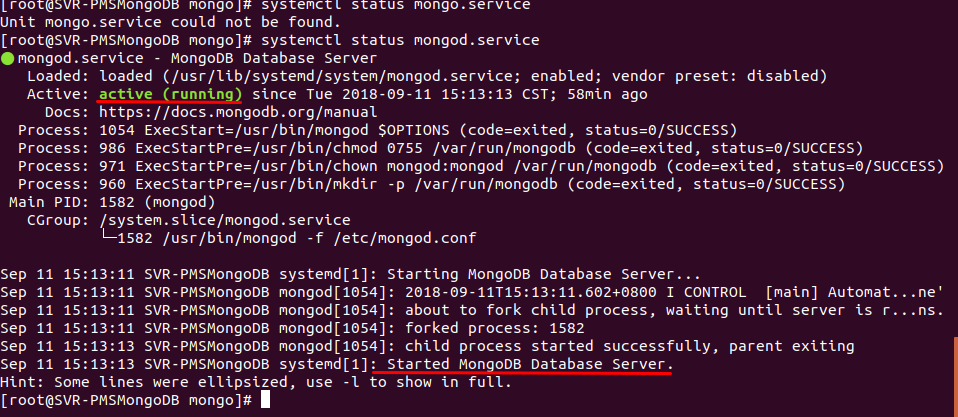 [root@SVR-PMSMongoDB mongo]# systemctl status mongo.service
Unit mongo.service could not be found.
[root@SVR-PMSMongoDB mongo]# systemctl status mongod.service
mongod.service - MongoDB Database Server
Loaded: loaded (/usr/lib/systemd/system/mongod.service; enabled; vendor preset: disabled)
Active: active (running) since Tue 2018-09-11 15:13:13 CST; 58min ago
Docs: https://docs.mongodb.org/manual
Process: 1054 ExecStart=/usr/bin/mongod $OPTIONS (code=exited, status=0/SUCCESS)
Process: 986 ExecStartPre=/usr/bin/chmod 0755 /var/run/mongodb (code=exited, status=0/SUCCESS)
Process: 971 ExecStartPre=/usr/bin/chown mongod:mongod /var/run/mongodb (code=exited, status=0/SUCCESS)
Process: 960 ExecStartPre=/usr/bin/mkdir -p /var/run/mongodb (code=exited, status=0/SUCCESS)
Main PID: 1582 (mongod)
CGroup: /system.slice/mongod.service
└─1582 /usr/bin/mongod -f /etc/mongod.conf
Sep 11 15:13:11 SVR-PMSMongoDB systemd[1]: Starting MongoDB Database Server...
Sep 11 15:13:11 SVR-PMSMongoDB mongod[1054]: 2018-09-11T15:13:11.602+0800 I CONTROL  [main] Automat...ne'
Sep 11 15:13:11 SVR-PMSMongoDB mongod[1054]: about to fork child process, waiting until server is r...ns.
Sep 11 15:13:11 SVR-PMSMongoDB mongod[1054]: forked process: 1582
Sep 11 15:13:13 SVR-PMSMongoDB mongod[1054]: child process started successfully, parent exiting
Sep 11 15:13:13 SVR-PMSMongoDB systemd[1]: Started MongoDB Database Server.
Hint: Some lines were ellipsized, use -l to show in full.
[root@SVR-PMSMongoDB mongo]#